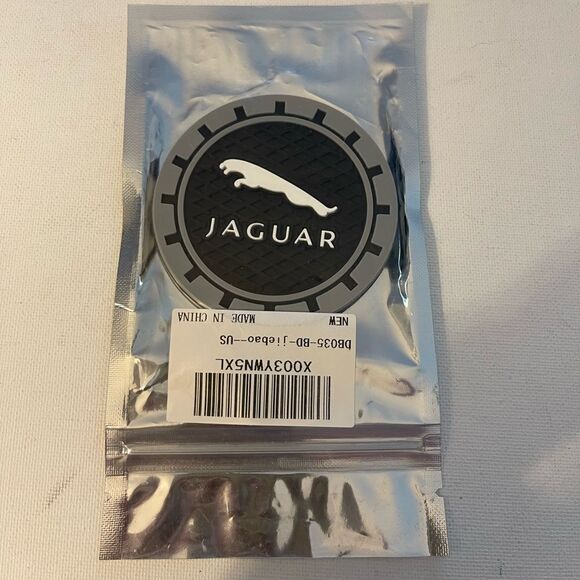 JAGUAR
X003YWN5XL
DB035-BD-jiebao--US
NEW MADE IN CHINA